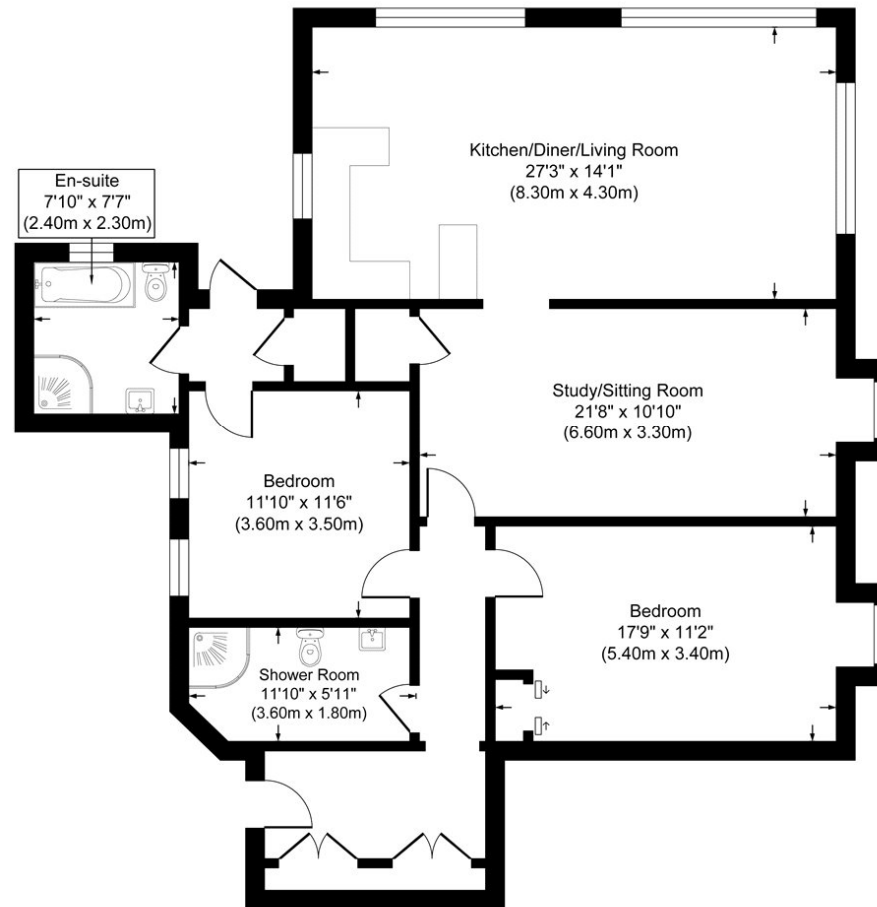 Kitchen/Diner/Living Room
27'3" x 14'1"
(8.30m x 4.30m)
En-suite
7'10" x 7'7"
(2.40m x 2.30m)
Study/Sitting Room
21'8" x 10'10"
(6.60m x 3.30m)
Bedroom
11'10" x 11'6"
(3.60m x 3.50m)
Bedroom
17'9" x 11'2"
(5.40m x 3.40m)
Shower Room
11'10" x 5'11"
(3.60m x 1.80m)